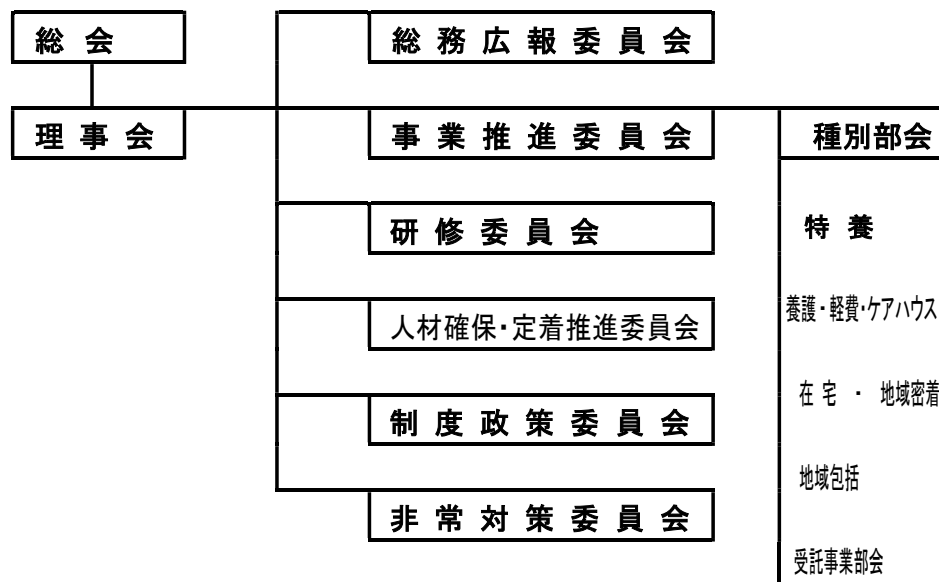 総会
総務広報委員会
理事会
事業推進委員会
種別部会
研修委員会
特養
養護・軽費・ケアハウス
人材確保・定着推進委員会
在宅・地域密着
制度政策委員会
地域包括
非常対策委員会
受託事業部会